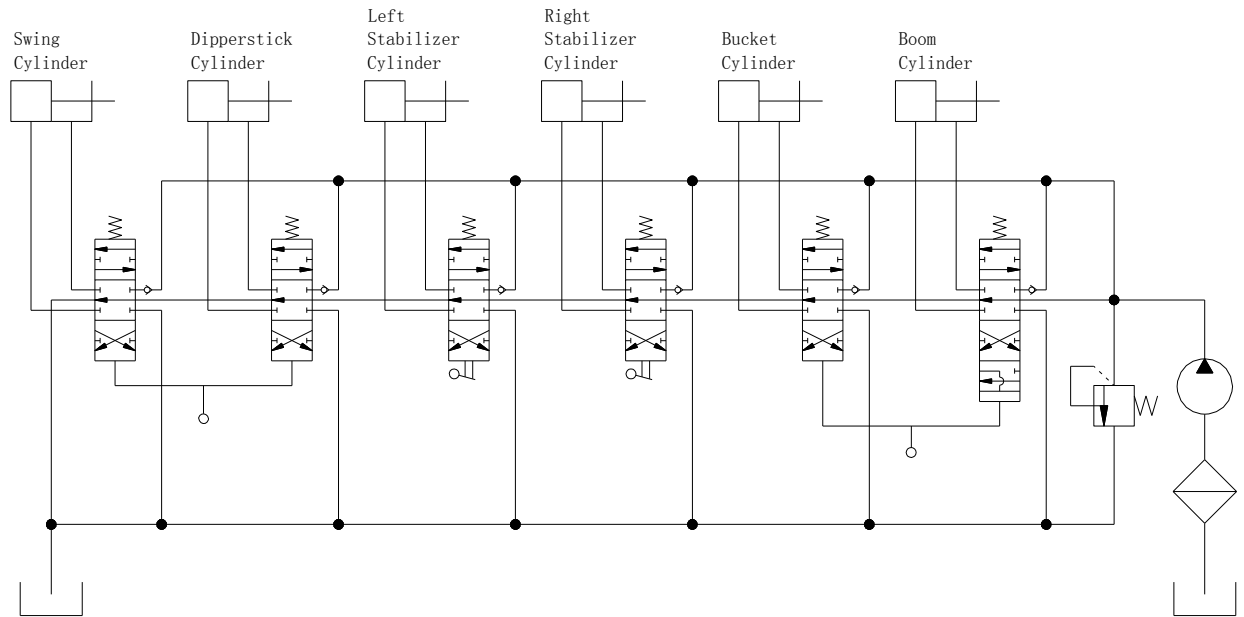 Swing
Cylinder
Dipperstick
Cylinder
Left
Stabilizer
Cylinder
Right
Stabilizer
Cylinder
Bucket
Cylinder
Boom
Cylinder